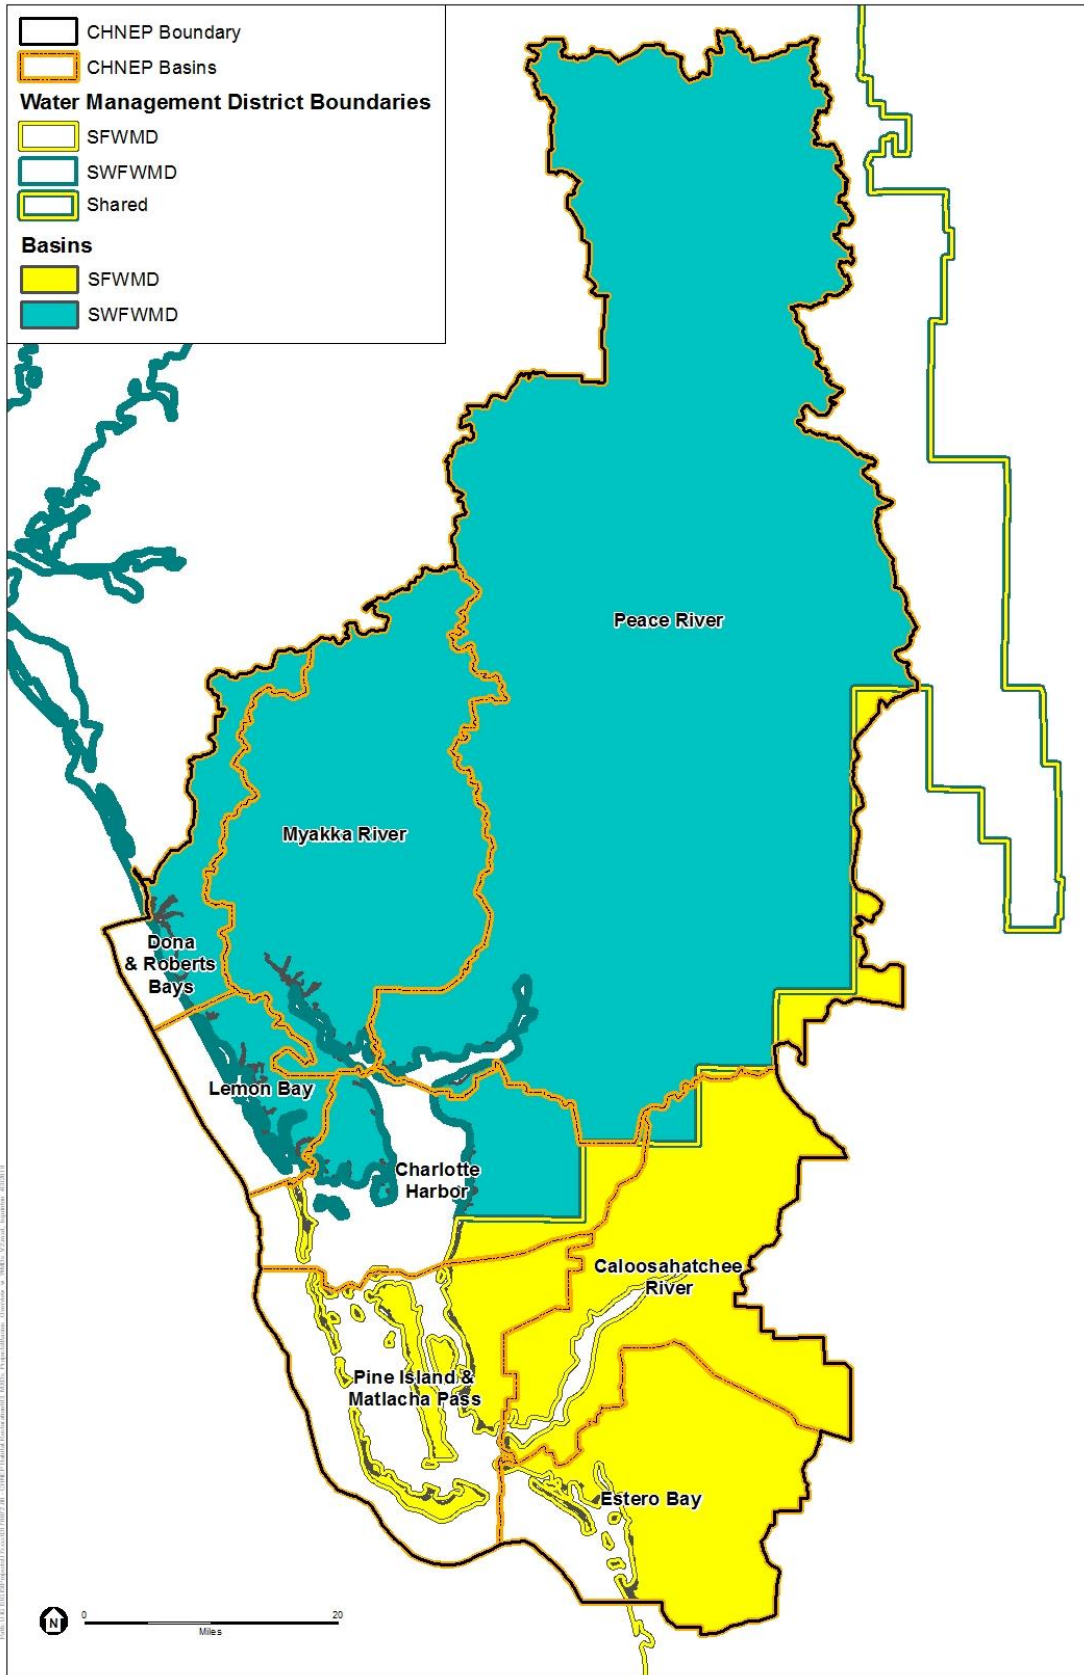 CHNEP Boundary
CHNEP Basins
Water Management District Boundaries
SFWMD
SWFWMD
Shared
Basins
SFWMD
SWFWMD
Peace River
Myakka River
Dona
& Roberts
Bays
Lemon Bay
Charlotte
Harbor
Caloosahatchee
River
Pine Island &
Matlacha Pass
Estero Bay
N
0
20
Miles